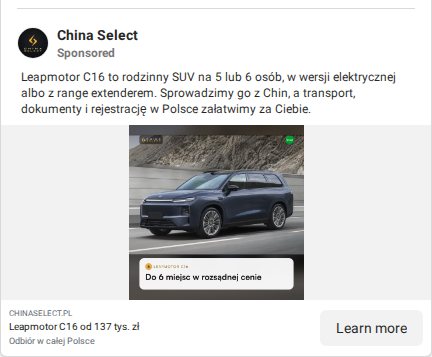 China Select
Sponsored
Leapmotor C16 to rodzinny SUV na 5 lub 6 osób, w wersji elektrycznej
albo z range extenderem. Sprowadzimy go z Chin, a transport,
dokumenty i rejestrację w Polsce załatwimy za Ciebie.
LEAPMOTOR C16
Do 6 miejsc w rozsądnej cenie
CHINASELECT.PL
Leapmotor C16 od 137 tys. zł
Odbiór w całej Polsce
Learn more